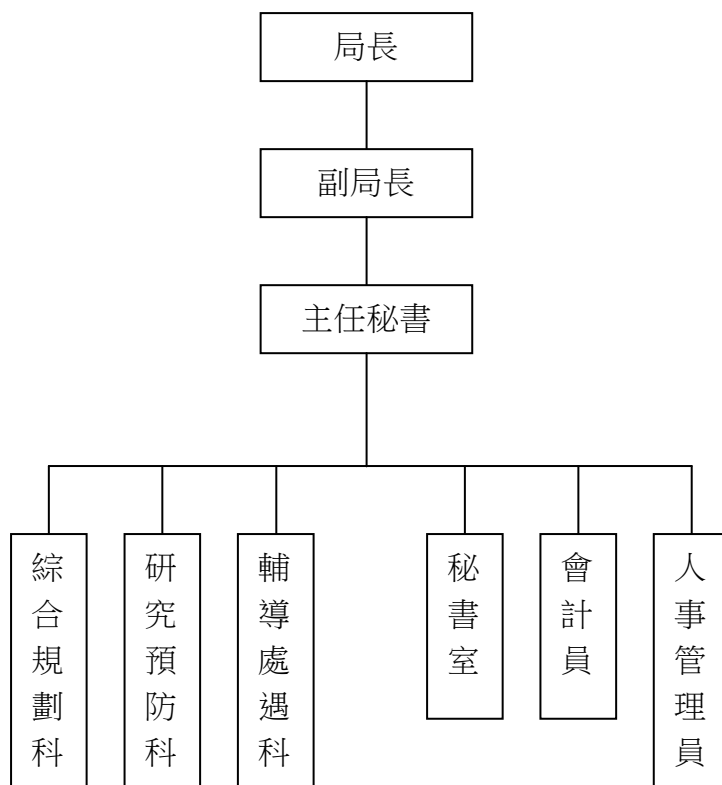 局長
副局長
主任秘書
綜合規劃科
研究預防科
輔導處遇科
秘書室
會計員
人事管理員